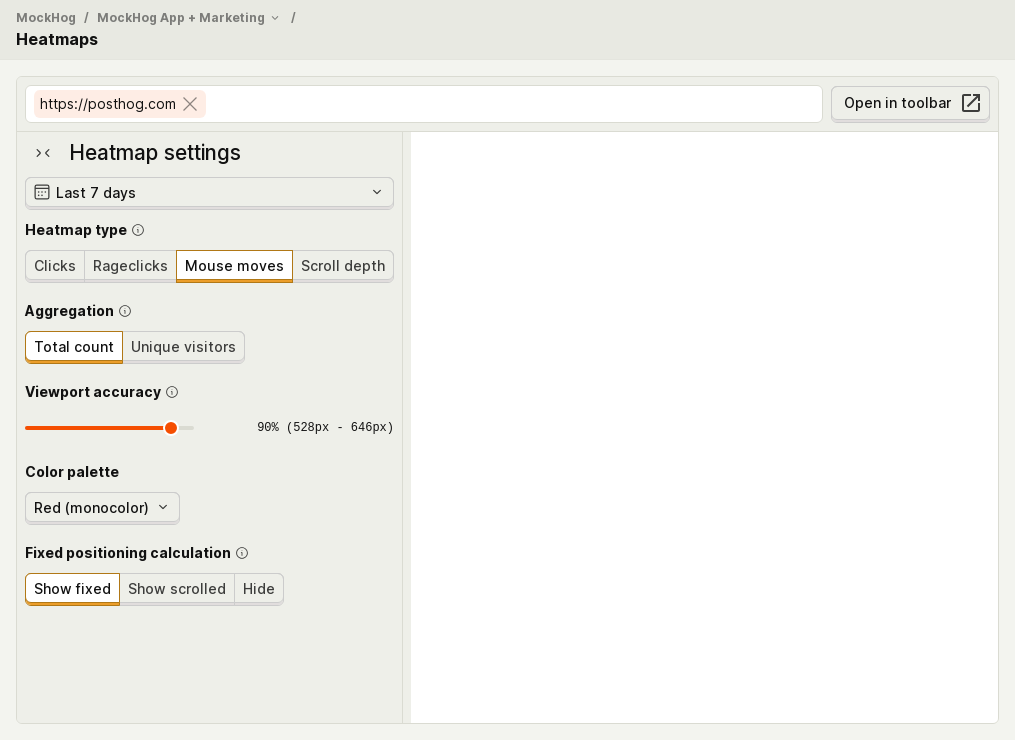 MockHog / MockHog App + Marketing /
Heatmaps
https://posthog.com
Open in toolbar
Heatmap settings
Last 7 days
Heatmap type
Clicks Rageclicks Mouse moves Scroll depth
Aggregation
Total count Unique visitors
Viewport accuracy
90% (528px - 646px)
Color palette
Red (monocolor)
Fixed positioning calculation
Show fixed Show scrolled Hide